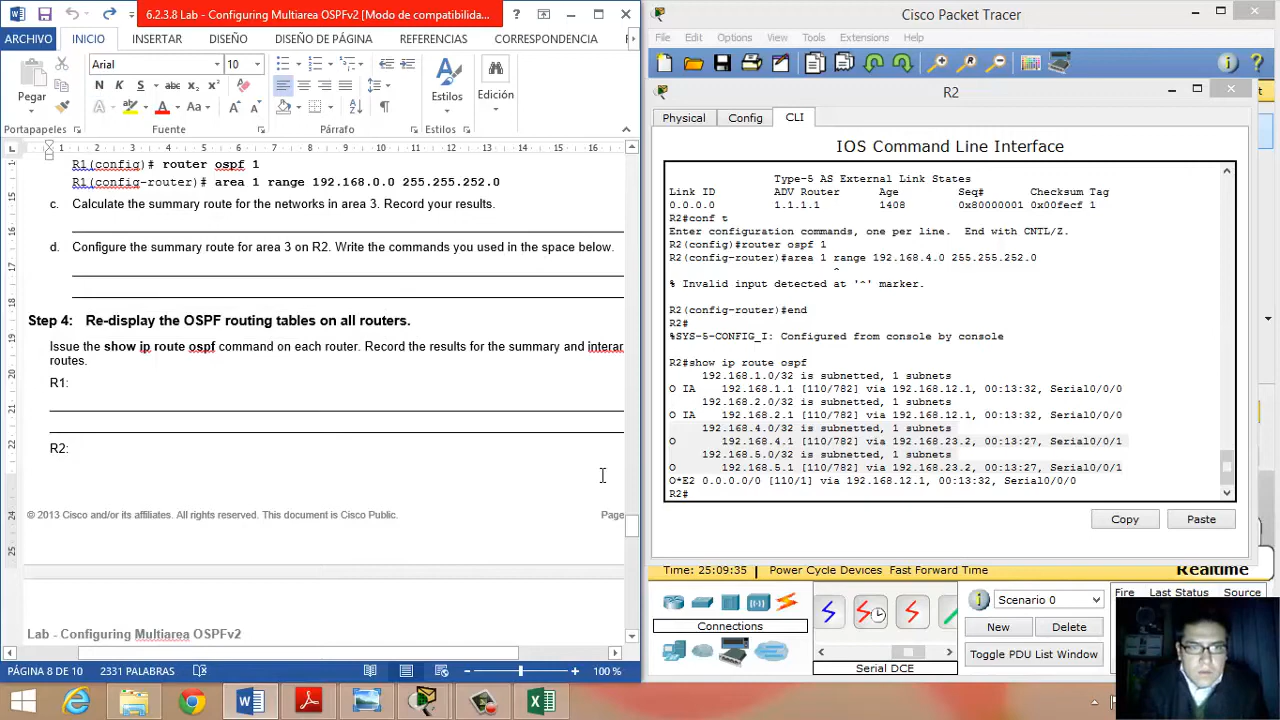 6.2.3.8 Lab - Configuring Multiarea OSPFv2 [Modo de compatibilida...
ARCHIVO INICIO INSERTAR DISEÑO DISEÑO DE PÁGINA REFERENCIAS CORRESPONDENCIA
Pegar
Arial 10
N K S abc x₂ x²
A Aa A A
Estilos
Edición
Portapapeles Fuente Párrafo Estilos
1 2 3 4 5 6 7 8 9 10 11 12 13 14 15 16
R1(config)# router ospf 1
R1(config-router)# area 1 range 192.168.0.0 255.255.252.0
c. Calculate the summary route for the networks in area 3. Record your results.
d. Configure the summary route for area 3 on R2. Write the commands you used in the space below.
Step 4: Re-display the OSPF routing tables on all routers.
Issue the show ip route ospf command on each router. Record the results for the summary and interar
routes.
R1:
R2:
© 2013 Cisco and/or its affiliates. All rights reserved. This document is Cisco Public. Page
Lab - Configuring Multiarea OSPFv2
PÁGINA 8 DE 10 2331 PALABRAS 100 %
Cisco Packet Tracer
File Edit Options View Tools Extensions Help
R2
Physical Config CLI
IOS Command Line Interface
Type-5 AS External Link States
Link ID ADV Router Age Seq# Checksum Tag
0.0.0.0 1.1.1.1 1408 0x80000001 0x00fecf 1
R2#conf t
Enter configuration commands, one per line. End with CNTL/Z.
R2(config)#router ospf 1
R2(config-router)#area 1 range 192.168.4.0 255.255.252.0
^
% Invalid input detected at '^' marker.
R2(config-router)#end
R2#
%SYS-5-CONFIG_I: Configured from console by console
R2#show ip route ospf
192.168.1.0/32 is subnetted, 1 subnets
O IA 192.168.1.1 [110/782] via 192.168.12.1, 00:13:32, Serial0/0/0
192.168.2.0/32 is subnetted, 1 subnets
O IA 192.168.2.1 [110/782] via 192.168.12.1, 00:13:32, Serial0/0/0
192.168.4.0/32 is subnetted, 1 subnets
O 192.168.4.1 [110/782] via 192.168.23.2, 00:13:27, Serial0/0/1
192.168.5.0/32 is subnetted, 1 subnets
O 192.168.5.1 [110/782] via 192.168.23.2, 00:13:27, Serial0/0/1
O*E2 0.0.0.0/0 [110/1] via 192.168.12.1, 00:13:32, Serial0/0/0
R2#
Copy Paste
Time: 25:09:35 Power Cycle Devices Fast Forward Time Realtime
Connections
Serial DCE
Scenario 0
New Delete
Toggle PDU List Window
Fire Last Status Source